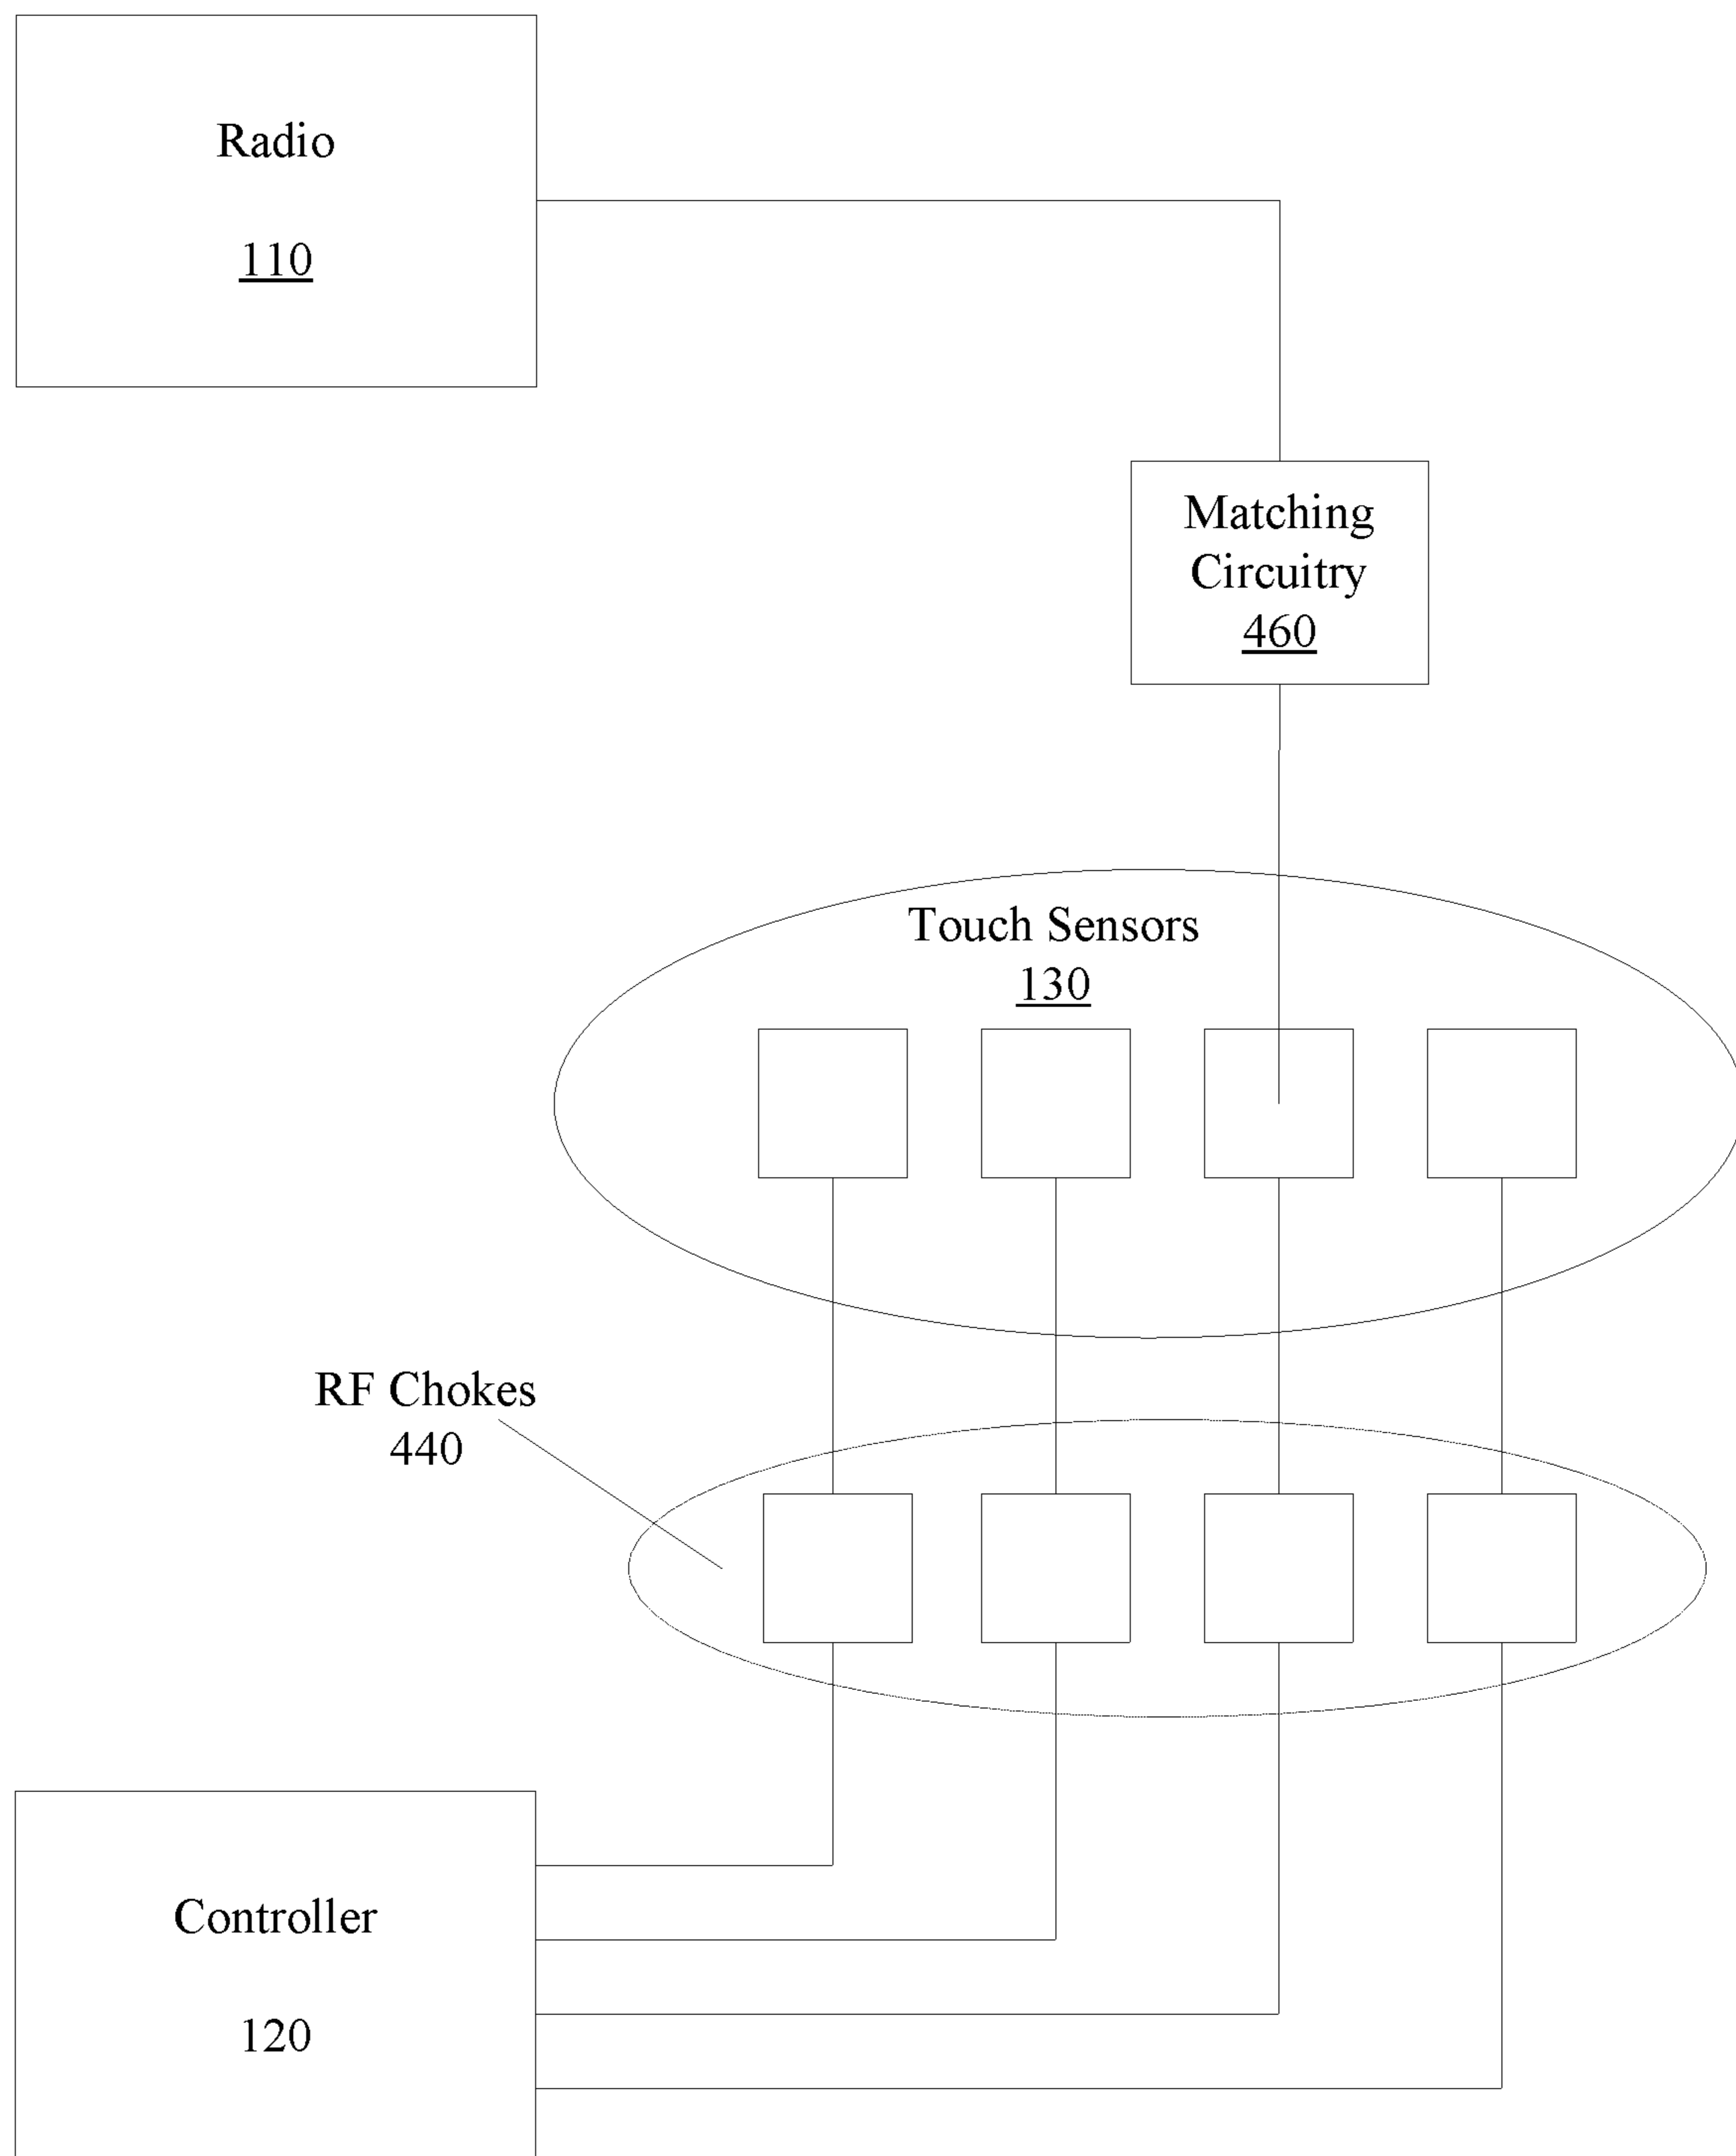 Radio
110
Matching
Circuitry
460
Touch Sensors
130
RF Chokes
440
Controller
120